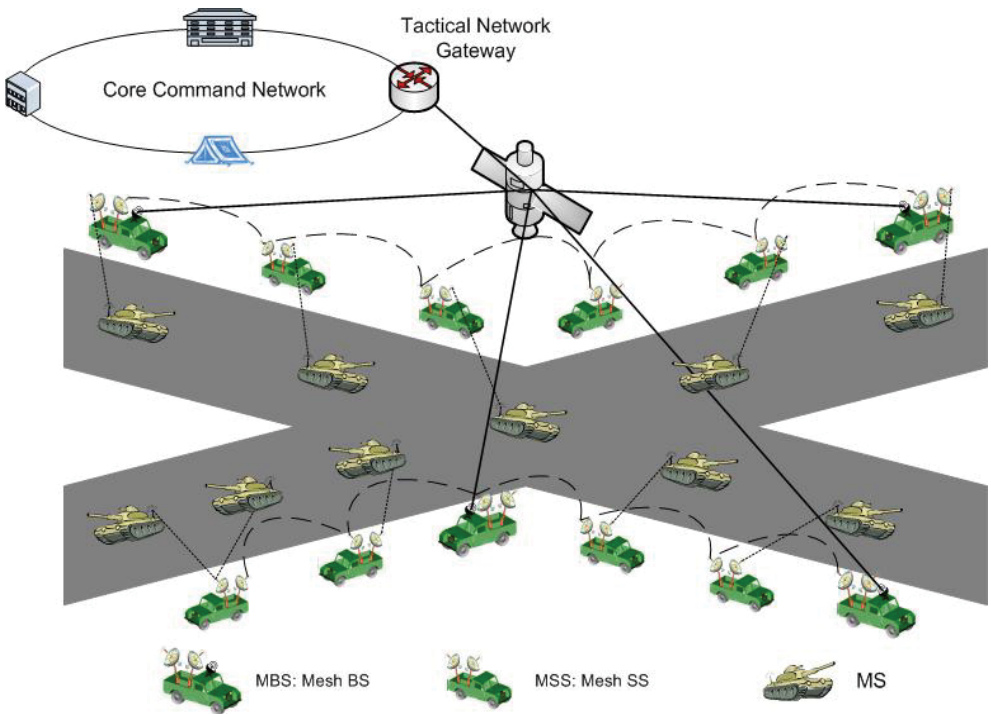 Tactical Network
Gateway
Core Command Network
MBS: Mesh BS
MSS: Mesh SS
MS